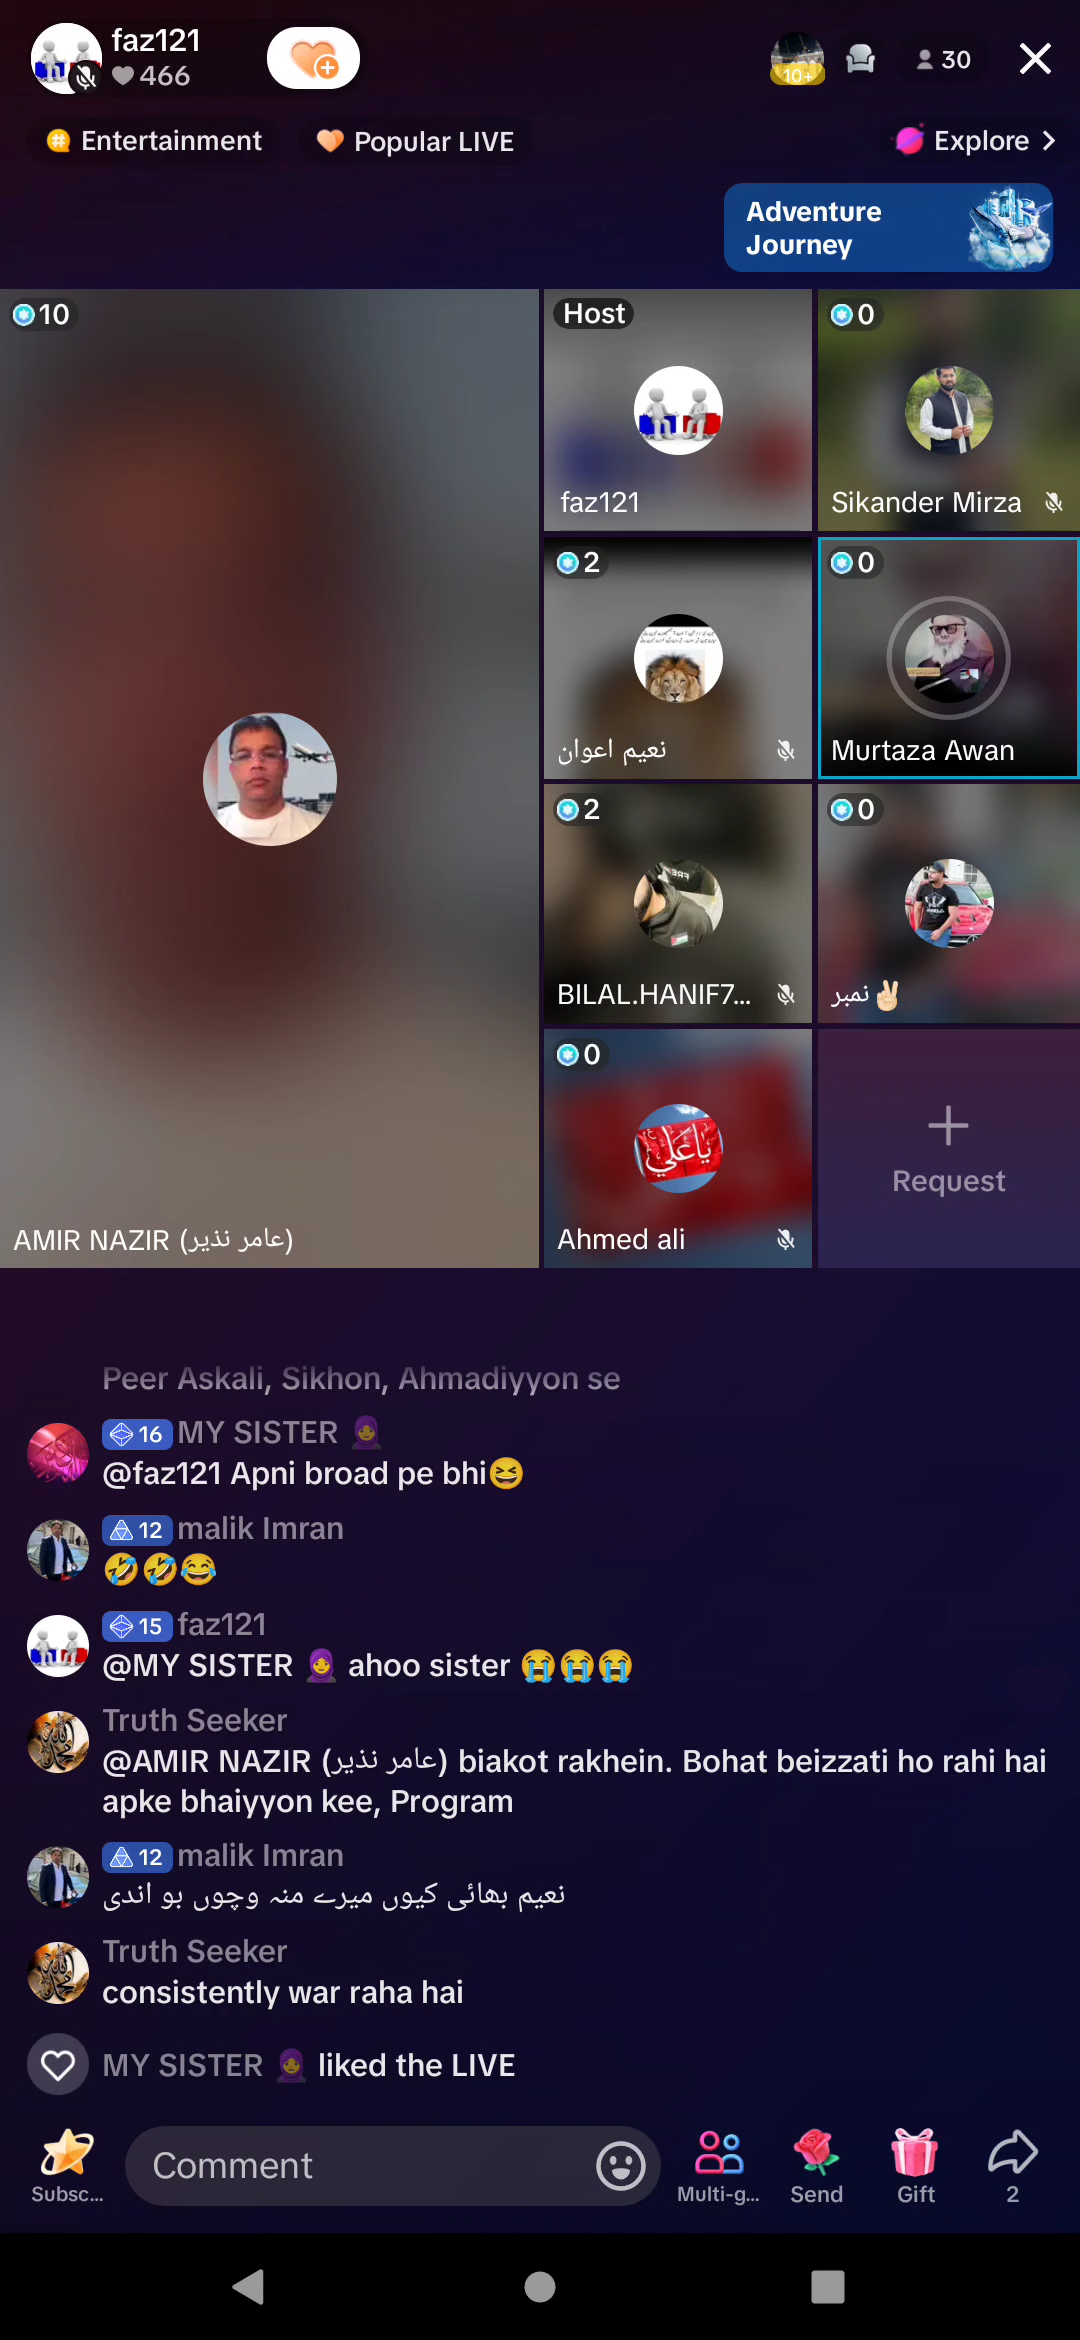 faz121
466
30
10+
Entertainment
Popular LIVE
Explore
Adventure
Journey
10
Host
0
faz121
Sikander Mirza
2
0
نعیم اعوان
Murtaza Awan
2
0
BILAL.HANIF7...
نمبر✌🏻
0
ياعلي
Request
AMIR NAZIR (عامر نذیر)
Ahmed ali
Peer Askali, Sikhon, Ahmadiyyon se
16 MY SISTER 🧕
@faz121 Apni broad pe bhi😆
12 malik Imran
🤣🤣😂
15 faz121
@MY SISTER 🧕 ahoo sister 😭😭😭
Truth Seeker
@AMIR NAZIR (عامر نذیر) biakot rakhein. Bohat beizzati ho rahi hai
apke bhaiyyon kee, Program
12 malik Imran
نعیم بھائی کیوں میرے منہ وچوں بو اندی
Truth Seeker
consistently war raha hai
MY SISTER 🧕 liked the LIVE
Subsc...
Comment
Multi-g...
Send
Gift
2